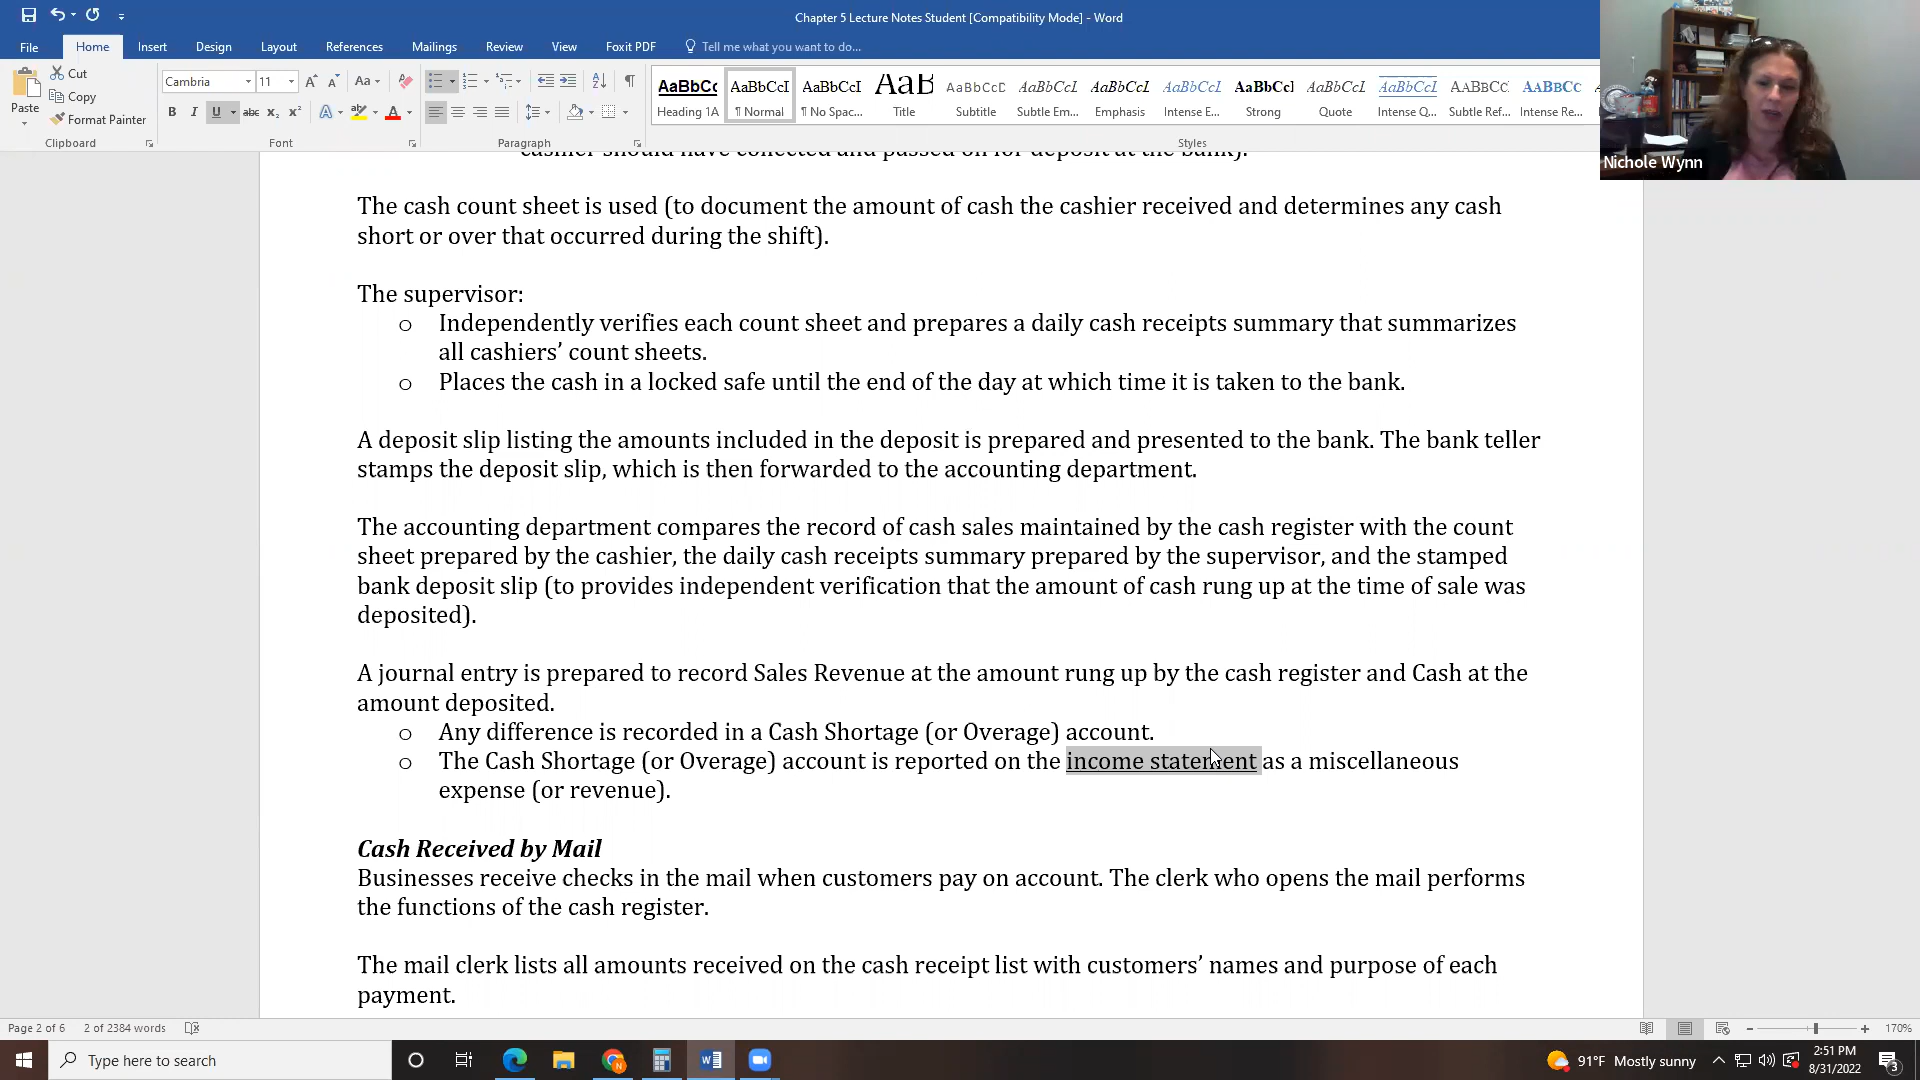 Chapter 5 Lecture Notes Student [Compatibility Mode] - Word
File Home Insert Design Layout References Mailings Review View Foxit PDF Tell me what you want to do...
Paste
Cut
Copy
Format Painter
Clipboard
Cambria 11
B I U abc X₂ X²
Font
Paragraph
AaBbCc AaBbCcI AaBbCcI AaB AaBbCcD AaBbCcI AaBbCcI AaBbCcI AaBbCcI AaBbCcI AaBbCcI AABBCC AABBCC
Heading 1A ¶ Normal ¶ No Spac... Title Subtitle Subtle Em... Emphasis Intense E... Strong Quote Intense Q... Subtle Ref... Intense Re...
Styles
Nichole Wynn
cashier should have collected and passed on for deposit at the bank).
The cash count sheet is used (to document the amount of cash the cashier received and determines any cash
short or over that occurred during the shift).
The supervisor:
o Independently verifies each count sheet and prepares a daily cash receipts summary that summarizes
all cashiers’ count sheets.
o Places the cash in a locked safe until the end of the day at which time it is taken to the bank.
A deposit slip listing the amounts included in the deposit is prepared and presented to the bank. The bank teller
stamps the deposit slip, which is then forwarded to the accounting department.
The accounting department compares the record of cash sales maintained by the cash register with the count
sheet prepared by the cashier, the daily cash receipts summary prepared by the supervisor, and the stamped
bank deposit slip (to provides independent verification that the amount of cash rung up at the time of sale was
deposited).
A journal entry is prepared to record Sales Revenue at the amount rung up by the cash register and Cash at the
amount deposited.
o Any difference is recorded in a Cash Shortage (or Overage) account.
o The Cash Shortage (or Overage) account is reported on the income statement as a miscellaneous
expense (or revenue).
Cash Received by Mail
Businesses receive checks in the mail when customers pay on account. The clerk who opens the mail performs
the functions of the cash register.
The mail clerk lists all amounts received on the cash receipt list with customers’ names and purpose of each
payment.
Page 2 of 6 2 of 2384 words
170%
Type here to search
91°F Mostly sunny
2:51 PM
8/31/2022
3